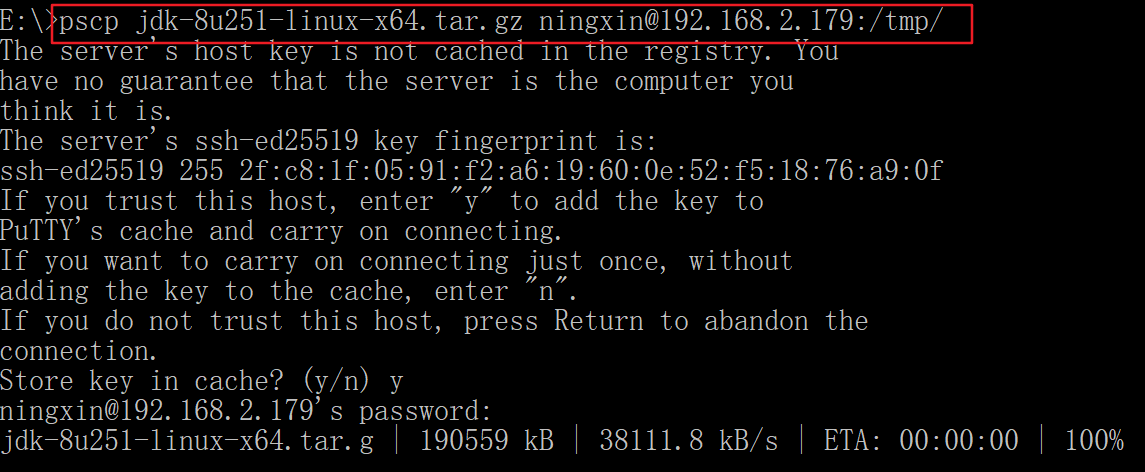 E:\>pscp jdk-8u251-linux-x64.tar.gz ningxin@192.168.2.179:/tmp/
The server's host key is not cached in the registry. You
have no guarantee that the server is the computer you
think it is.
The server's ssh-ed25519 key fingerprint is:
ssh-ed25519 255 2f:c8:1f:05:91:f2:a6:19:60:0e:52:f5:18:76:a9:0f
If you trust this host, enter "y" to add the key to
PuTTY's cache and carry on connecting.
If you want to carry on connecting just once, without
adding the key to the cache, enter "n".
If you do not trust this host, press Return to abandon the
connection.
Store key in cache? (y/n) y
ningxin@192.168.2.179's password:
jdk-8u251-linux-x64.tar.g | 190559 kB | 38111.8 kB/s | ETA: 00:00:00 | 100%